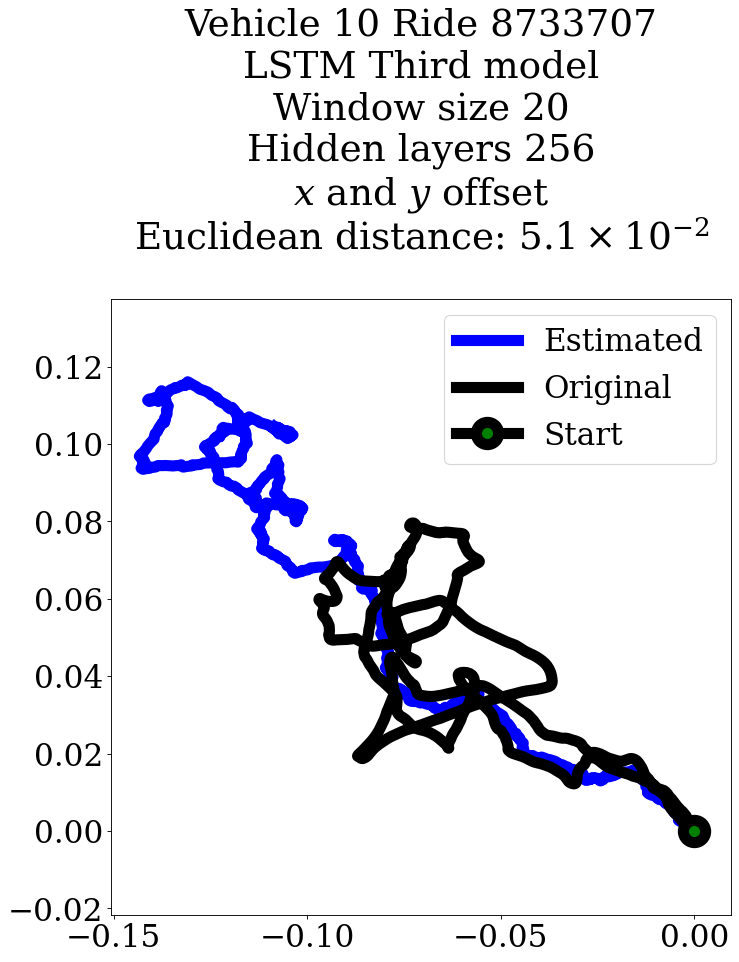 Vehicle 10 Ride 8733707
LSTM Third model
Window size 20
Hidden layers 256
x and y offset
Euclidean distance: 5.1 × 10⁻²
Estimated
Original
Start
0.12
0.10
0.08
0.06
0.04
0.02
0.00
−0.02
−0.15
−0.10
−0.05
0.00